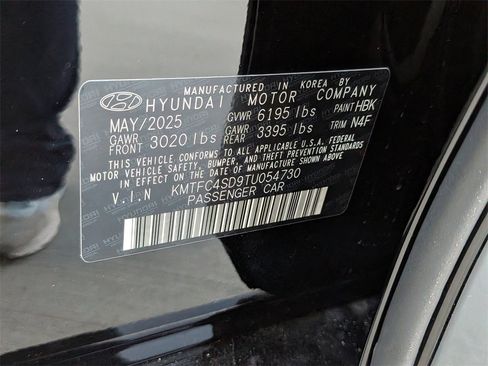 MANUFACTURED IN KOREA BY
HYUNDAI MOTOR COMPANY
MAY/2025 GVWR 6195 lbs PAINT HBK
GAWR FRONT 3020 lbs GAWR REAR 3395 lbs TRIM N4F
THIS VEHICLE CONFORMS TO ALL APPLICABLE U.S.A FEDERAL
MOTOR VEHICLE SAFETY, BUMPER, AND THEFT PREVENTION
STANDARDS IN EFFECT ON THE DATE OF MANUFACTURE SHOWN ABOVE.
V.I.N KMTFC4SD9TU054730
PASSENGER CAR